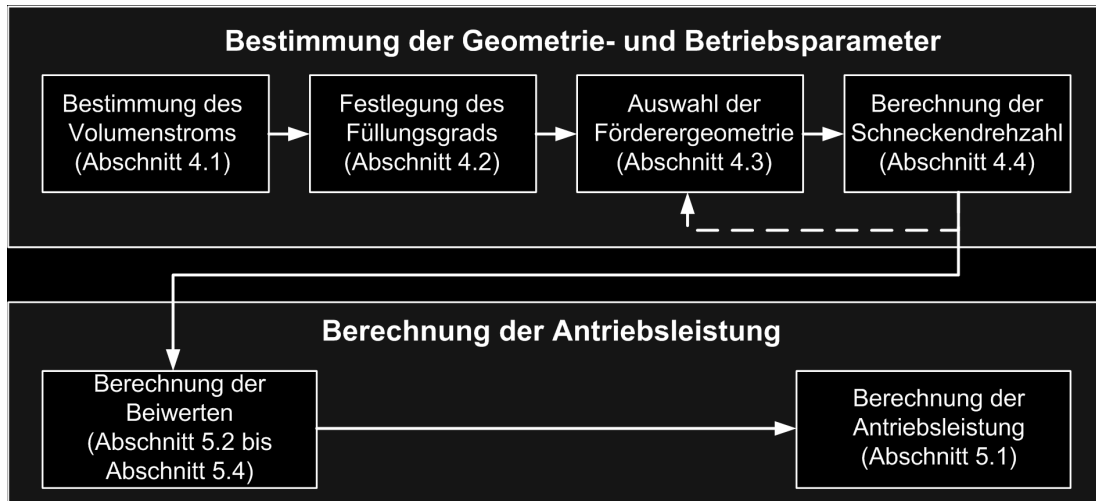 Bestimmung der Geometrie- und Betriebsparameter
Bestimmung des
Volumenstroms
(Abschnitt 4.1)
Festlegung des
Füllungsgrads
(Abschnitt 4.2)
Auswahl der
Förderergeometrie
(Abschnitt 4.3)
Berechnung der
Schneckendrehzahl
(Abschnitt 4.4)
Berechnung der Antriebsleistung
Berechnung der
Beiwerten
(Abschnitt 5.2 bis
Abschnitt 5.4)
Berechnung der
Antriebsleistung
(Abschnitt 5.1)